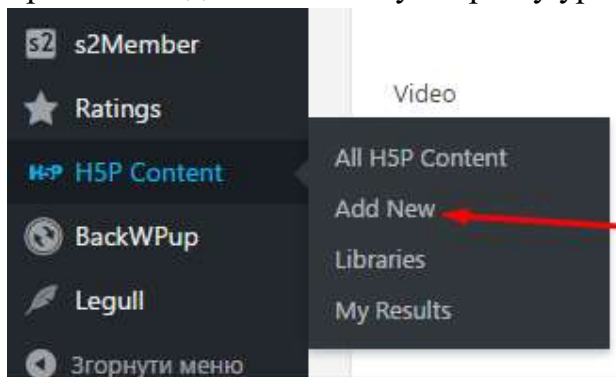 s2 s2Member
Ratings
Video
H-P H5P Content
All H5P Content
Add New
BackWPup
Libraries
Legull
My Results
Згорнути меню